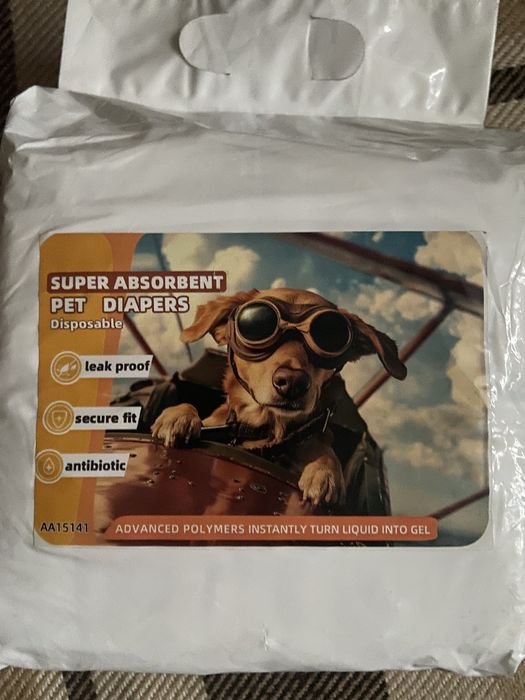 SUPER ABSORBENT
PET DIAPERS
Disposable
leak proof
secure fit
antibiotic
AA15141
ADVANCED POLYMERS INSTANTLY TURN LIQUID INTO GEL